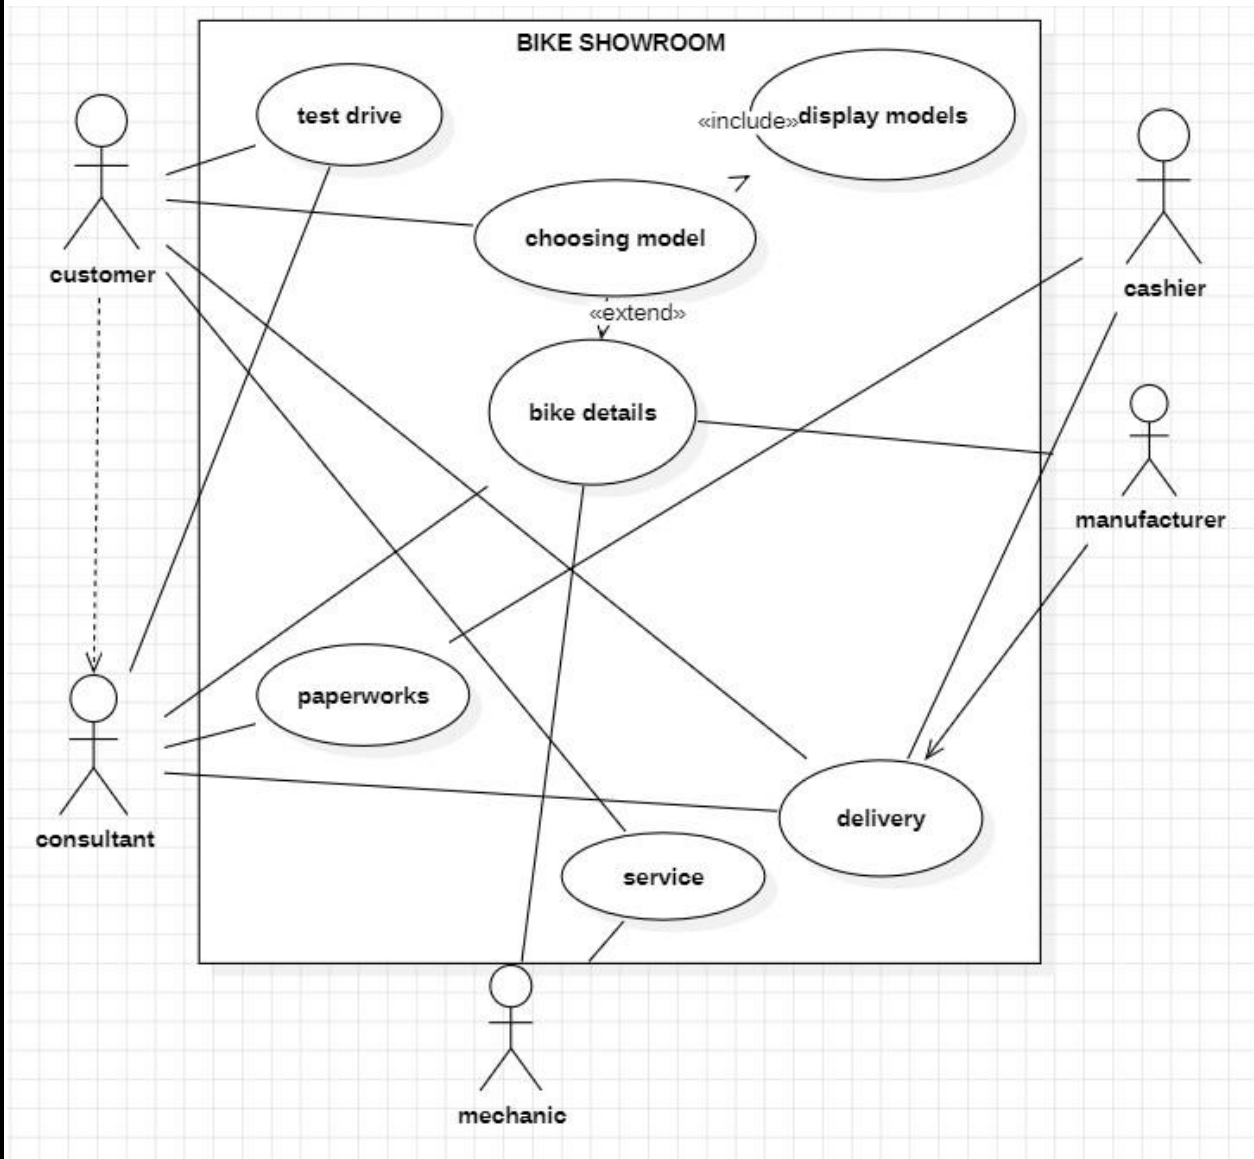 BIKE SHOWROOM
test drive
«include»display models
customer
choosing model
cashier
«extend»
bike details
manufacturer
paperworks
consultant
delivery
service
mechanic